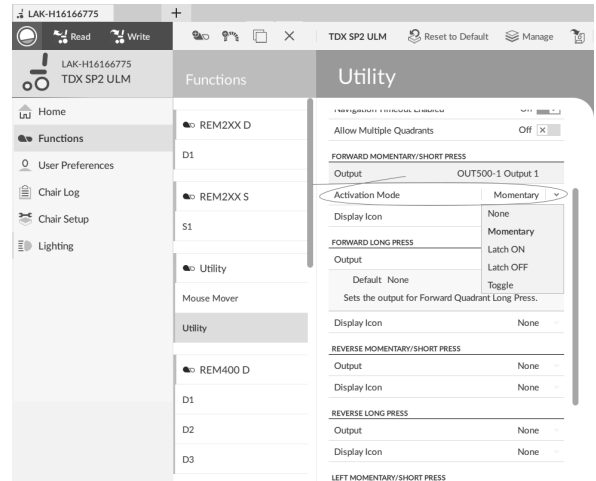 LAK-H16166775
+
Read
Write
TDX SP2 ULM
Reset to Default
Manage
LAK-H16166775
TDX SP2 ULM
Functions
Utility
Home
Functions
User Preferences
Chair Log
Chair Setup
Lighting
REM2XX D
D1
REM2XX S
S1
Utility
Mouse Mover
Utility
REM400 D
D1
D2
D3
Navigation Timeout Enabled Off
Allow Multiple Quadrants Off
FORWARD MOMENTARY/SHORT PRESS
Output OUT500-1 Output 1
Activation Mode Momentary
Display Icon
None
Momentary
Latch ON
Latch OFF
Toggle
FORWARD LONG PRESS
Output
Default None
Sets the output for Forward Quadrant Long Press.
Display Icon None
REVERSE MOMENTARY/SHORT PRESS
Output None
Display Icon None
REVERSE LONG PRESS
Output None
Display Icon None
LEFT MOMENTARY/SHORT PRESS